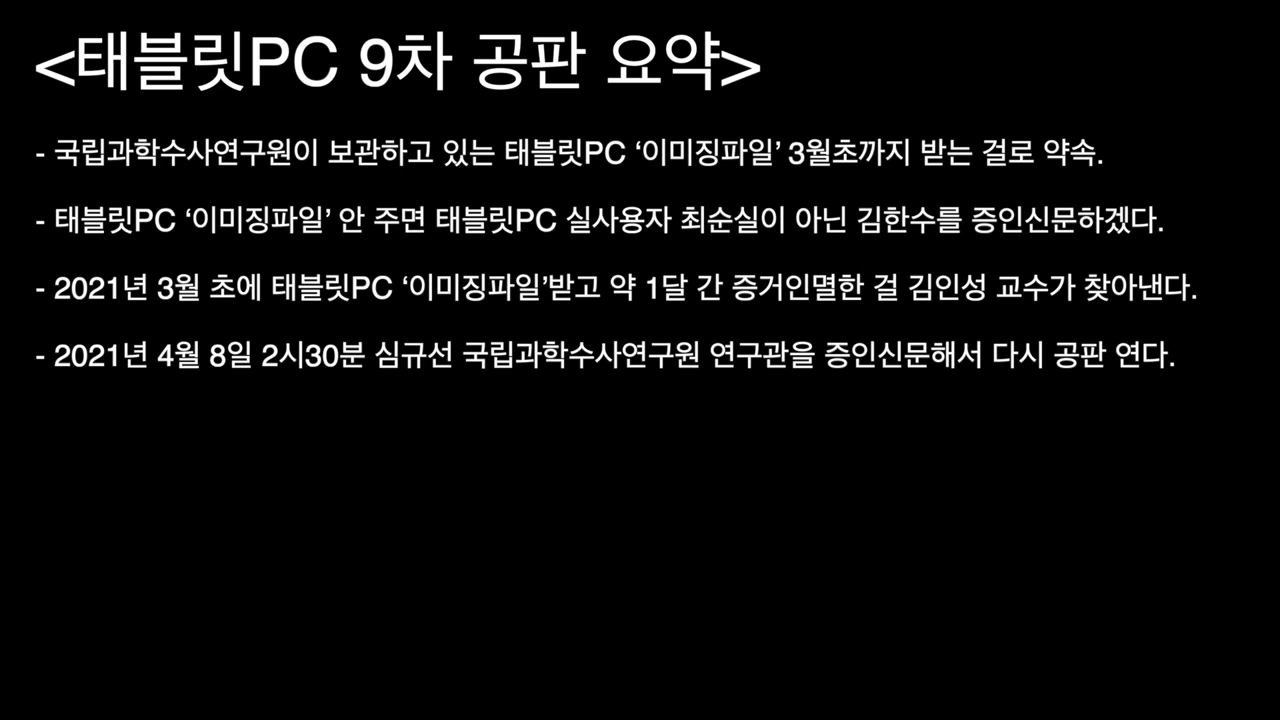 <태블릿PC 9차 공판 요약>
- 국립과학수사연구원이 보관하고 있는 태블릿PC ‘이미징파일’ 3월초까지 받는 걸로 약속.
- 태블릿PC ‘이미징파일’ 안 주면 태블릿PC 실사용자 최순실이 아닌 김한수를 증인신문하겠다.
- 2021년 3월 초에 태블릿PC ‘이미징파일’받고 약 1달 간 증거인멸한 걸 김인성 교수가 찾아낸다.
- 2021년 4월 8일 2시30분 심규선 국립과학수사연구원 연구관을 증인신문해서 다시 공판 연다.